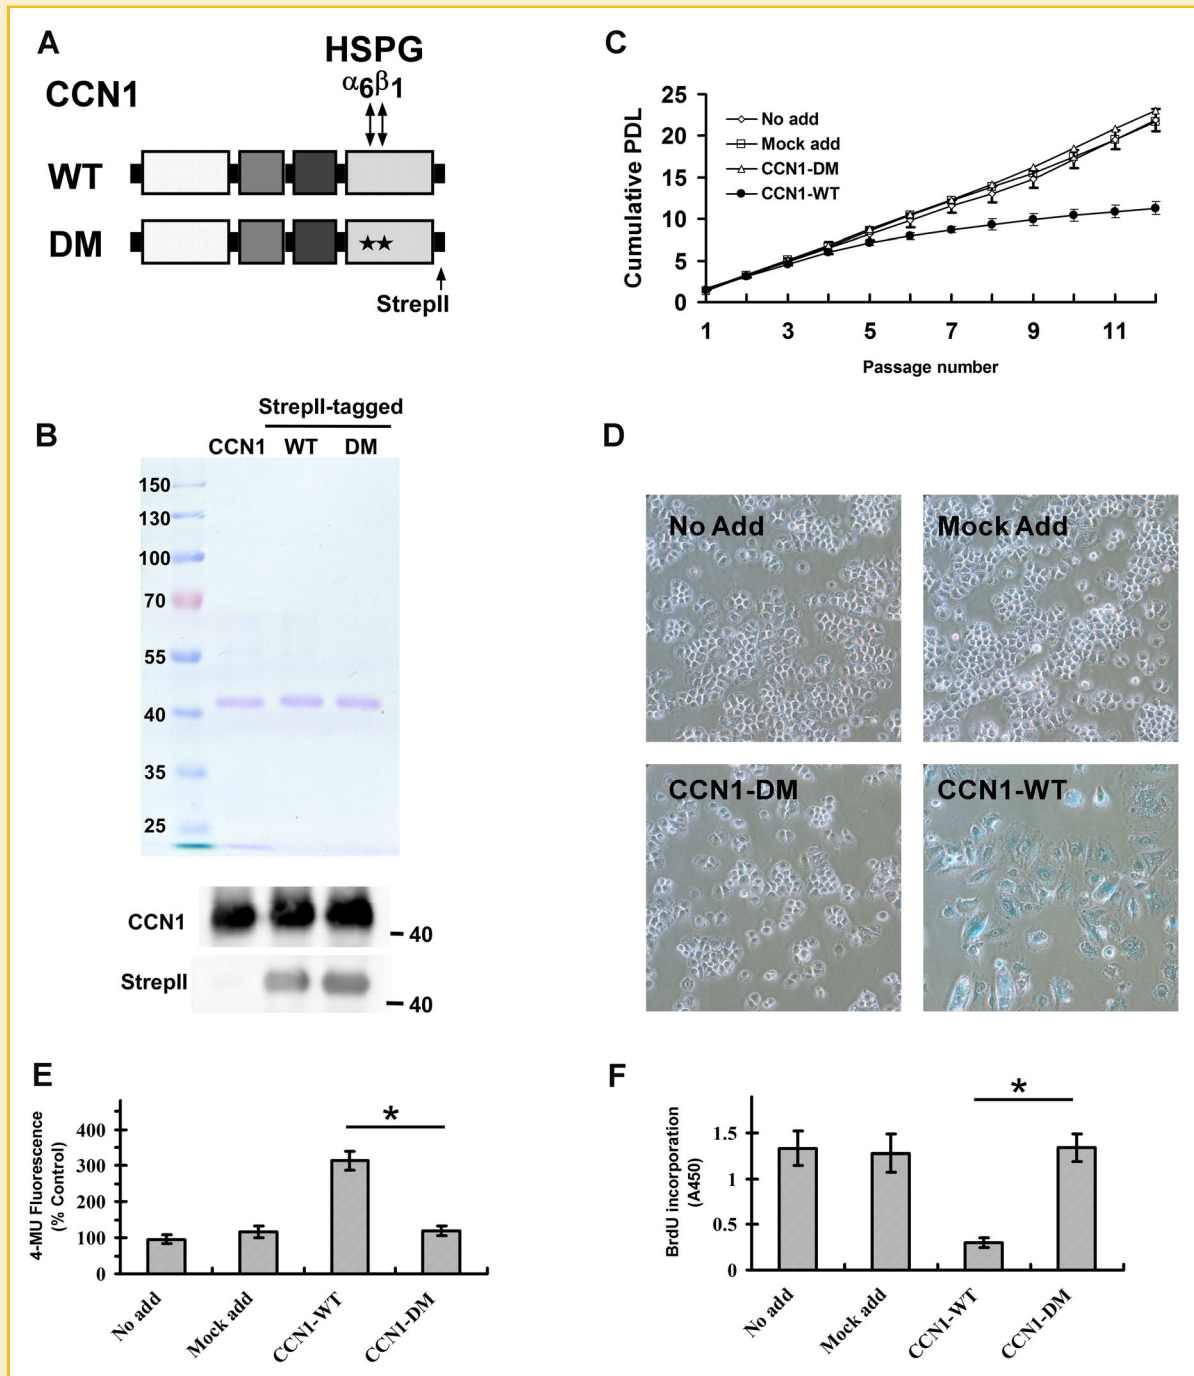 A
HSPG
α6β1
CCN1
WT
DM
StrepII
B
StrepII-tagged
CCN1 WT DM
150
130
100
70
55
40
35
25
CCN1
40
StrepII
40
C
Cumulative PDL
25
20
15
10
5
0
No add
Mock add
CCN1-DM
CCN1-WT
1 3 5 7 9 11
Passage number
D
No Add
Mock Add
CCN1-DM
CCN1-WT
E
4-MU Fluorescence
(% Control)
400
300
200
100
0
*
No add
Mock add
CCN1-WT
CCN1-DM
F
BrdU incorporation
(A450)
1.5
1
0.5
0
*
No add
Mock add
CCN1-WT
CCN1-DM